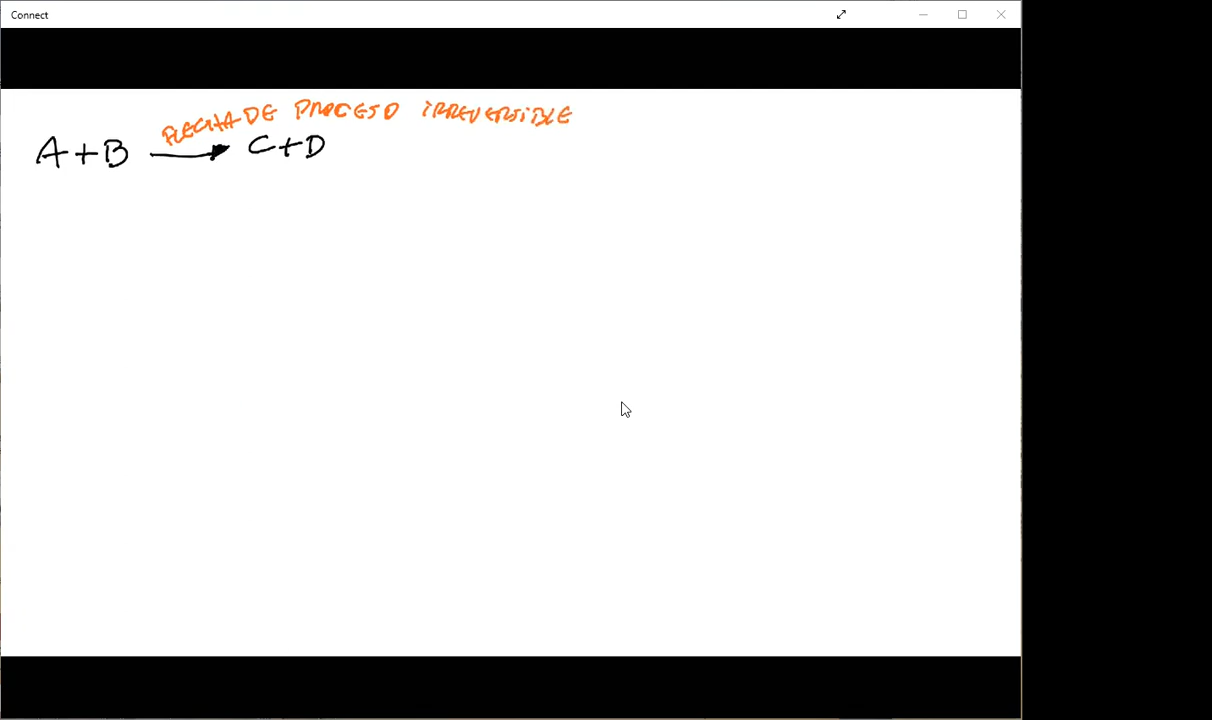 Connect
FLECHA DE PROCESO IRREVERSIBLE
A+B → C+D